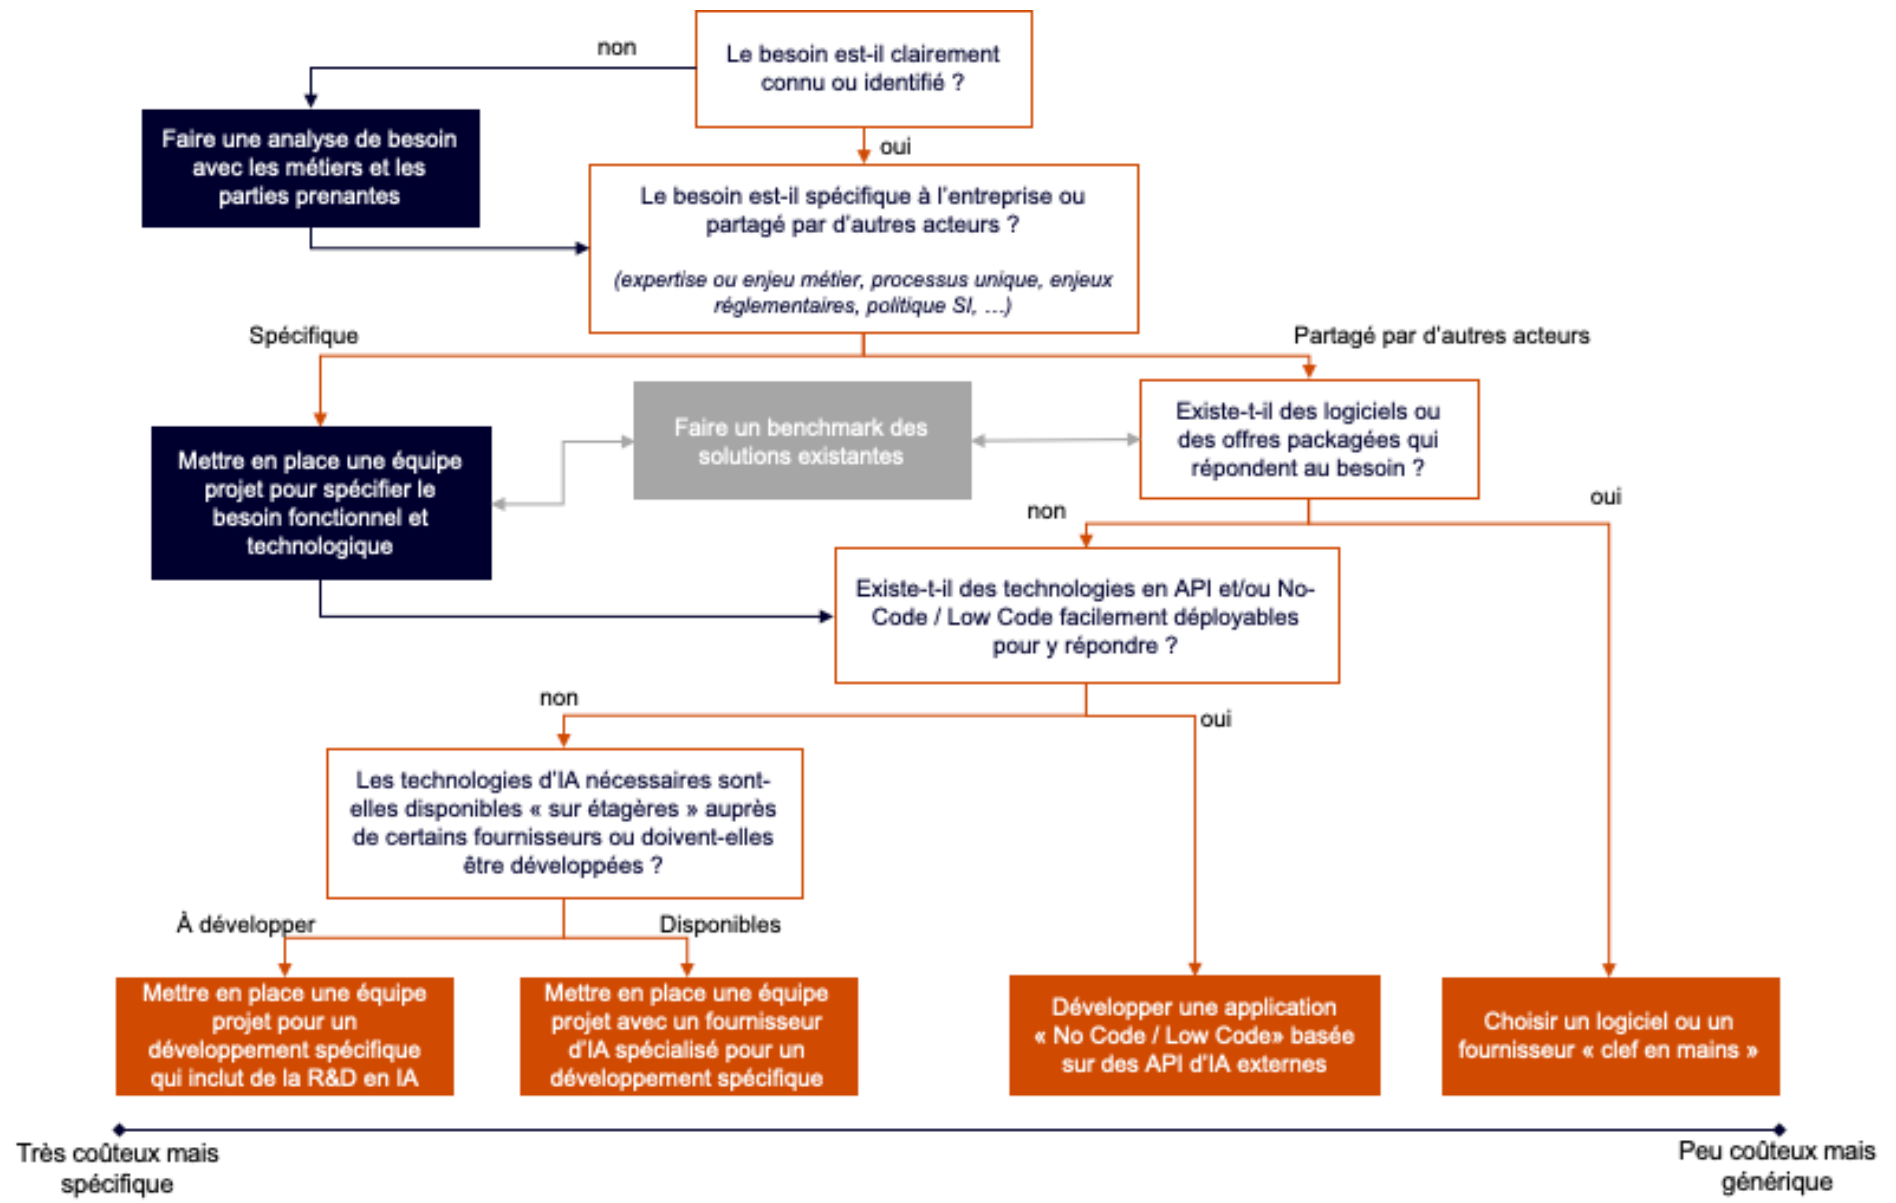 non
Le besoin est-il clairement
connu ou identifié ?
Faire une analyse de besoin
avec les métiers et les
parties prenantes
oui
Le besoin est-il spécifique à l'entreprise ou
partagé par d'autres acteurs ?
(expertise ou enjeu métier, processus unique, enjeux
réglementaires, politique SI, …)
Spécifique
Partagé par d'autres acteurs
Faire un benchmark des
solutions existantes
Existe-t-il des logiciels ou
des offres packagées qui
répondent au besoin ?
Mettre en place une équipe
projet pour spécifier le
besoin fonctionnel et
technologique
non
oui
Existe-t-il des technologies en API et/ou No-
Code / Low Code facilement déployables
pour y répondre ?
non
oui
Les technologies d'IA nécessaires sont-
elles disponibles « sur étagères » auprès
de certains fournisseurs ou doivent-elles
être développées ?
À développer
Disponibles
Mettre en place une équipe
projet pour un
développement spécifique
qui inclut de la R&D en IA
Mettre en place une équipe
projet avec un fournisseur
d'IA spécialisé pour un
développement spécifique
Développer une application
« No Code / Low Code» basée
sur des API d'IA externes
Choisir un logiciel ou un
fournisseur « clef en mains »
Très coûteux mais
spécifique
Peu coûteux mais
générique